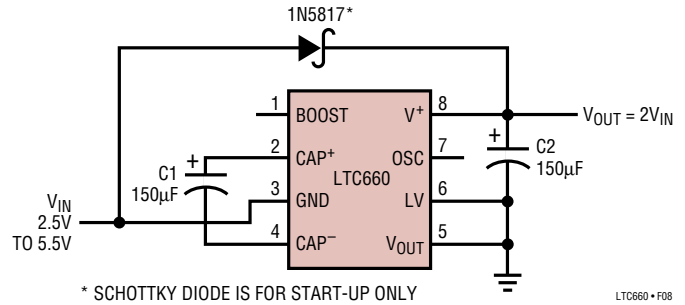 1N5817*
1 BOOST V+ 8
VOUT = 2VIN
2 CAP+ OSC 7
+ C1 150µF
LTC660
+ C2 150µF
3 GND LV 6
VIN
2.5V
TO 5.5V
4 CAP– VOUT 5
* SCHOTTKY DIODE IS FOR START-UP ONLY
LTC660 • F08